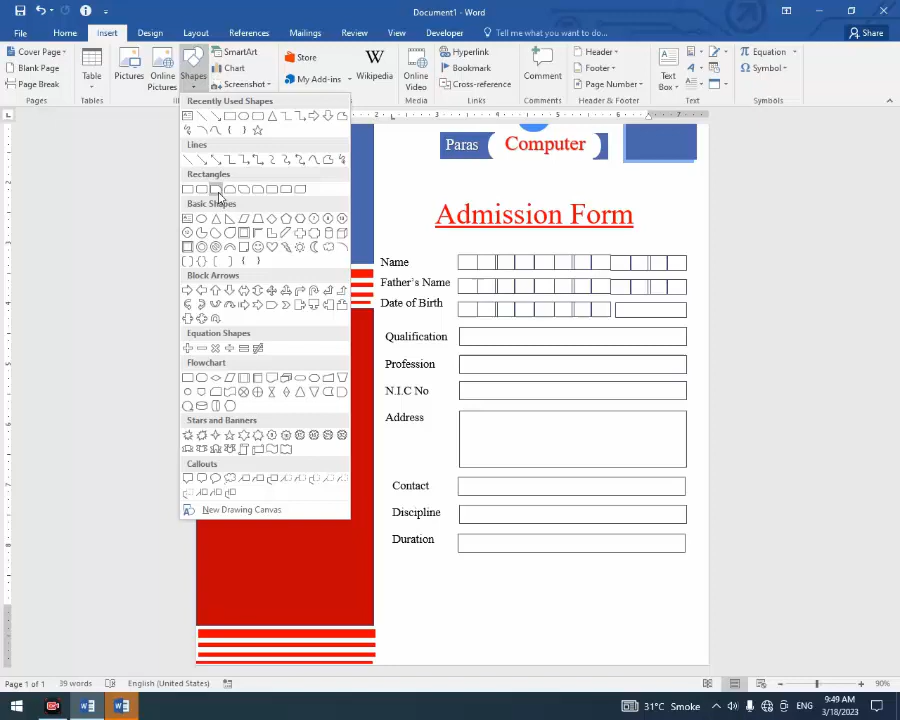 Document1 - Word
File Home Insert Design Layout References Mailings Review View Developer Tell me what you want to do... Share
Cover Page
Blank Page
Page Break
Pages
Table
Tables
Pictures
Online Pictures
Shapes
SmartArt
Chart
Screenshot
Store
My Add-ins
Wikipedia
Online Video
Media
Hyperlink
Bookmark
Cross-reference
Links
Comment
Comments
Header
Footer
Page Number
Header & Footer
Text Box
Text
Equation
Symbol
Symbols
Recently Used Shapes
Lines
Rectangles
Basic Shapes
Block Arrows
Equation Shapes
Flowchart
Stars and Banners
Callouts
New Drawing Canvas
Paras Computer
Admission Form
Name
Father's Name
Date of Birth
Qualification
Profession
N.I.C No
Address
Contact
Discipline
Duration
Page 1 of 1 39 words English (United States) 90%
31°C Smoke ENG 9:49 AM
3/18/2023